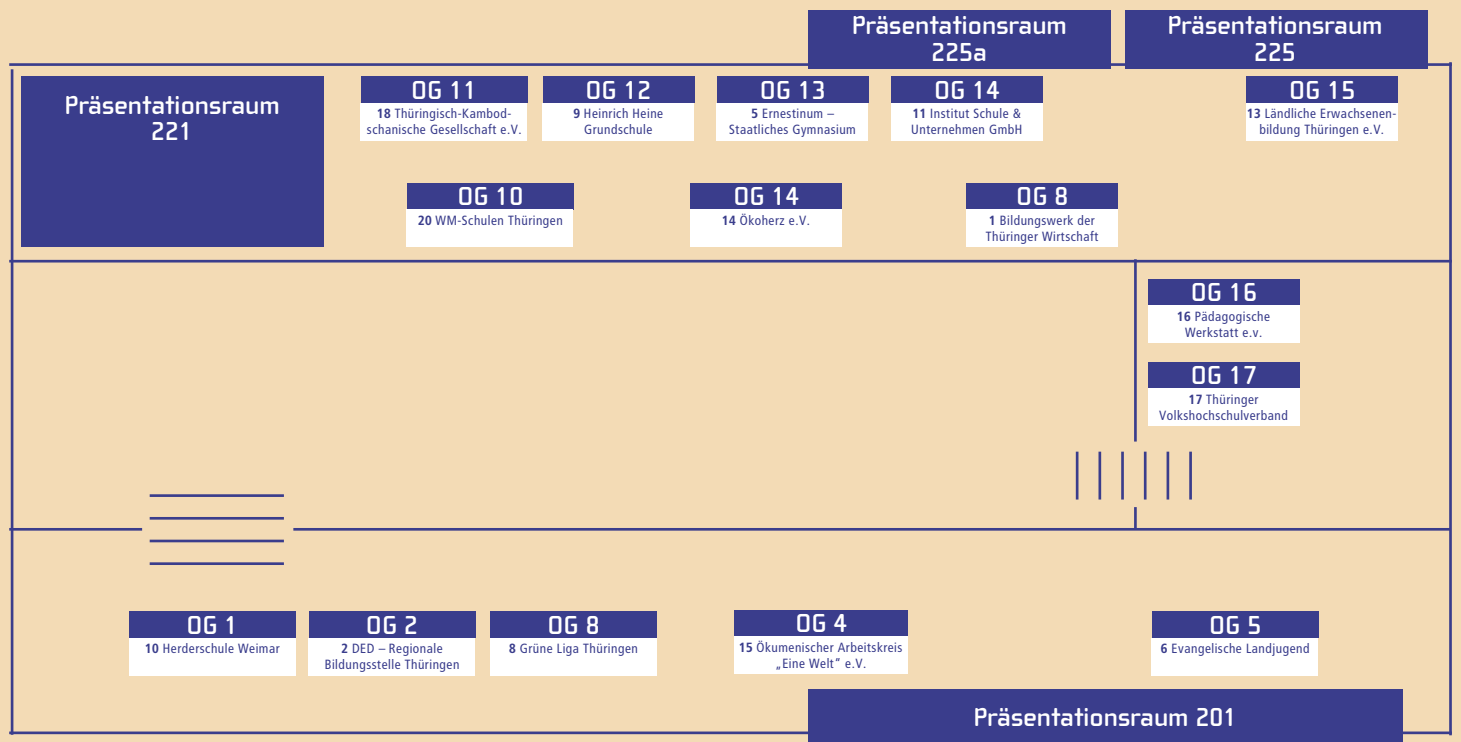 Präsentationsraum
225a
Präsentationsraum
225
Präsentationsraum
221
OG 11
18 Thüringisch-Kambod-
schanische Gesellschaft e.V.
OG 12
9 Heinrich Heine
Grundschule
OG 13
5 Ernestinum –
Staatliches Gymnasium
OG 14
11 Institut Schule &
Unternehmen GmbH
OG 15
13 Ländliche Erwachsenen-
bildung Thüringen e.V.
OG 10
20 WM-Schulen Thüringen
OG 14
14 Ökoherz e.V.
OG 8
1 Bildungswerk der
Thüringer Wirtschaft
OG 16
16 Pädagogische
Werkstatt e.v.
OG 17
17 Thüringer
Volkshochschulverband
OG 1
10 Herderschule Weimar
OG 2
2 DED – Regionale
Bildungsstelle Thüringen
OG 8
8 Grüne Liga Thüringen
OG 4
15 Ökumenischer Arbeitskreis
„Eine Welt“ e.V.
OG 5
6 Evangelische Landjugend
Präsentationsraum 201